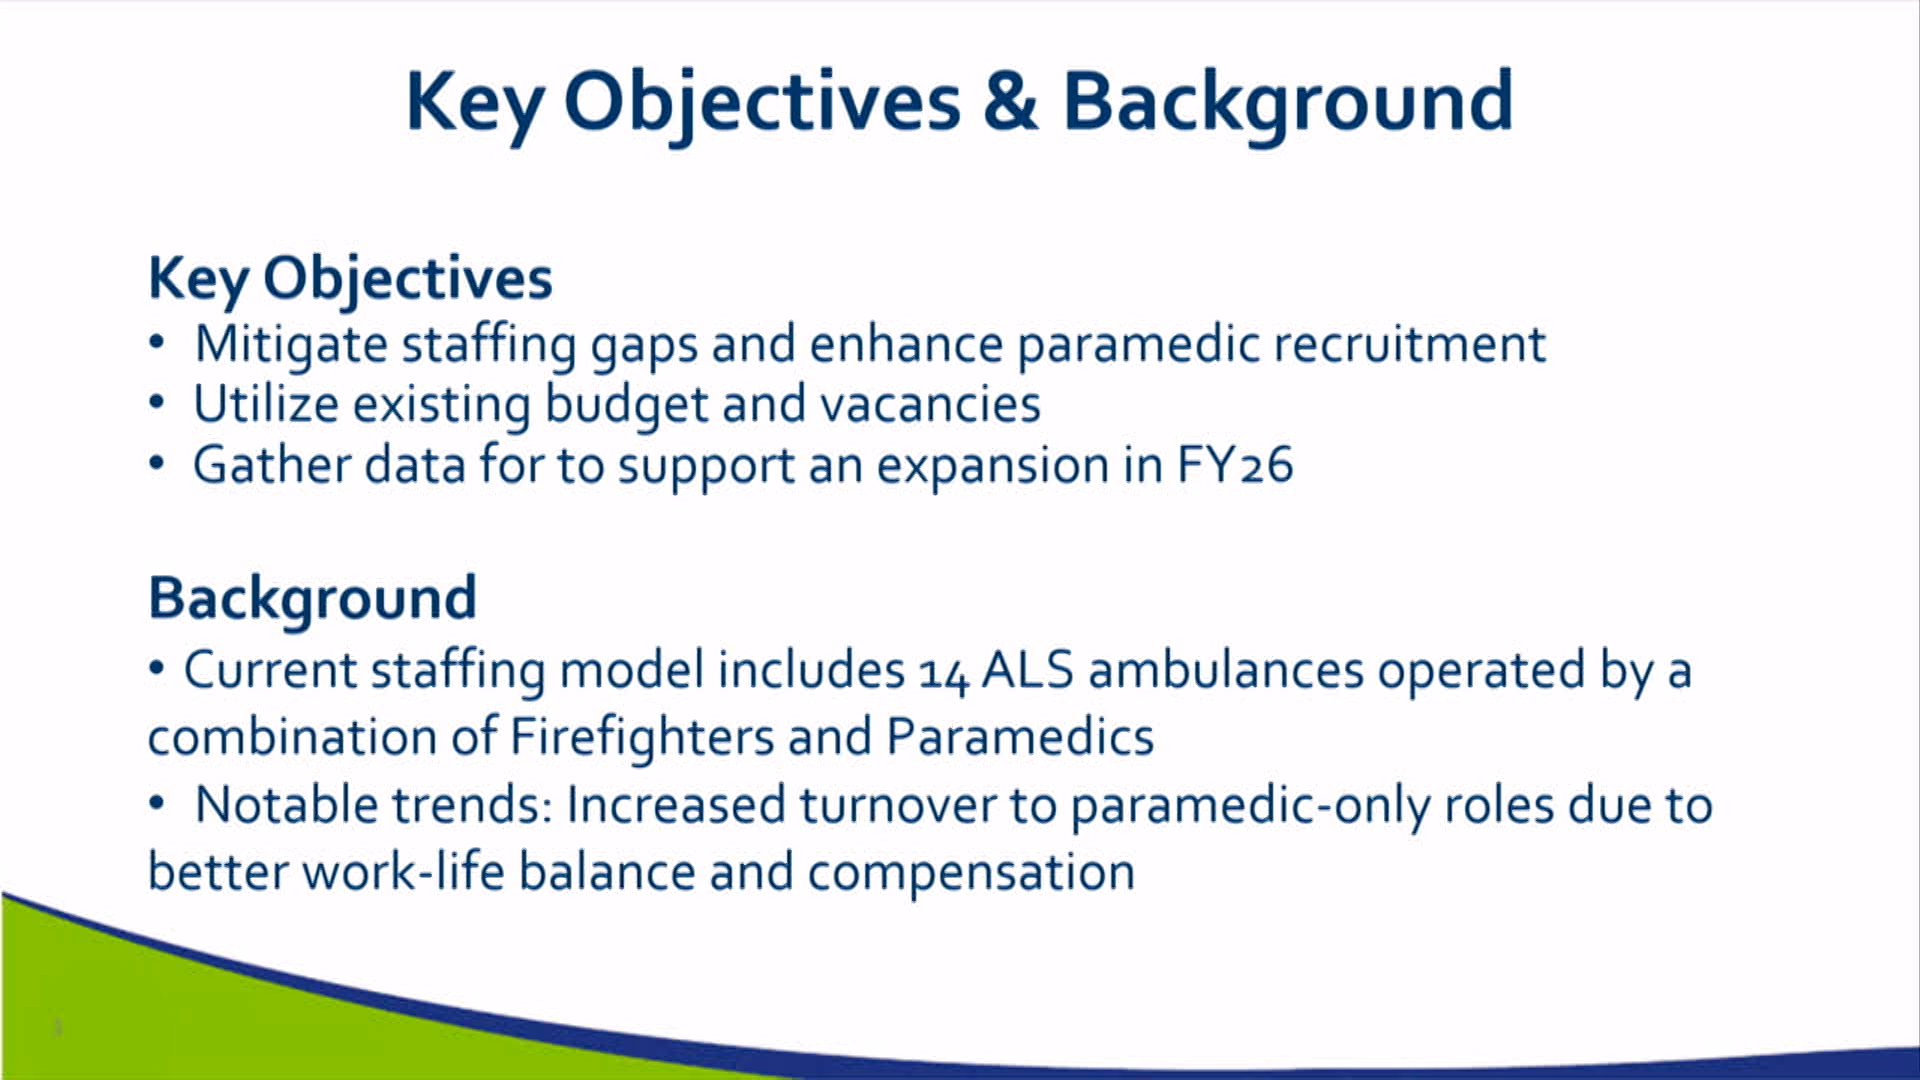 Key Objectives & Background
Key Objectives
• Mitigate staffing gaps and enhance paramedic recruitment
• Utilize existing budget and vacancies
• Gather data for to support an expansion in FY26
Background
• Current staffing model includes 14 ALS ambulances operated by a
combination of Firefighters and Paramedics
• Notable trends: Increased turnover to paramedic-only roles due to
better work-life balance and compensation